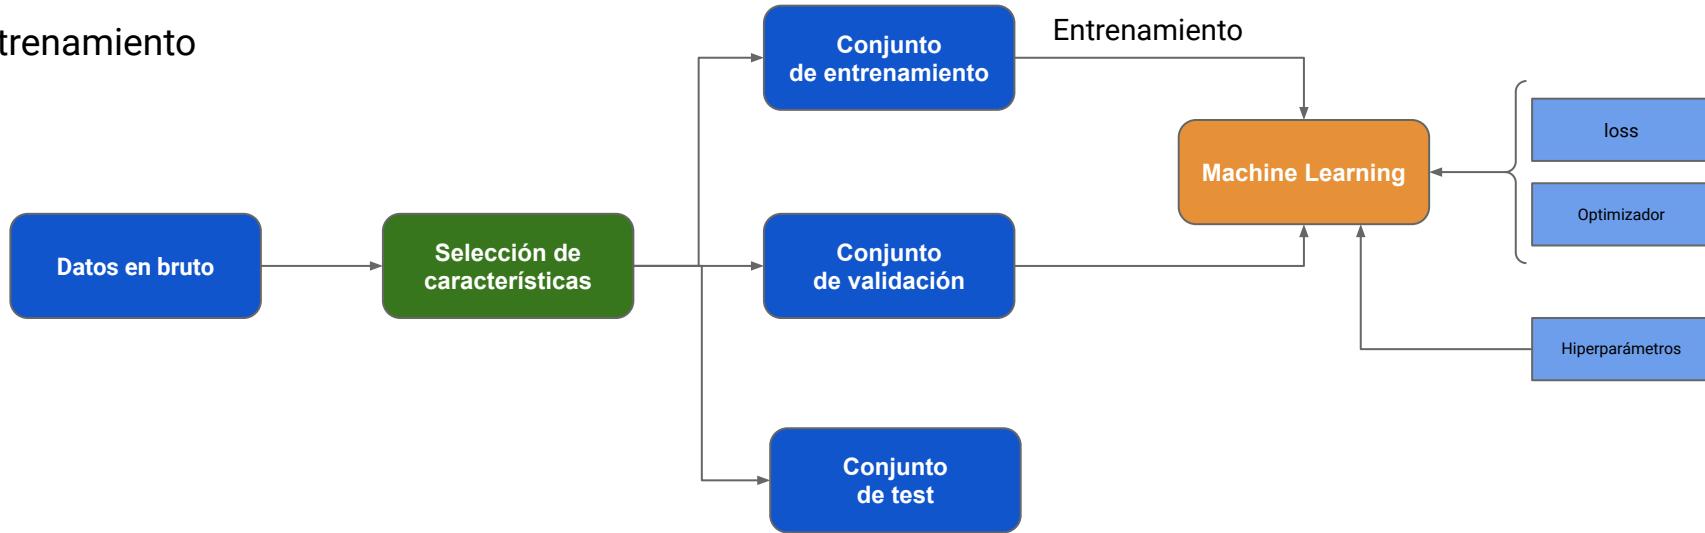 trenamiento
Conjunto
de entrenamiento
Entrenamiento
loss
Machine Learning
Optimizador
Datos en bruto
Selección de
características
Conjunto
de validación
Hiperparámetros
Conjunto
de test